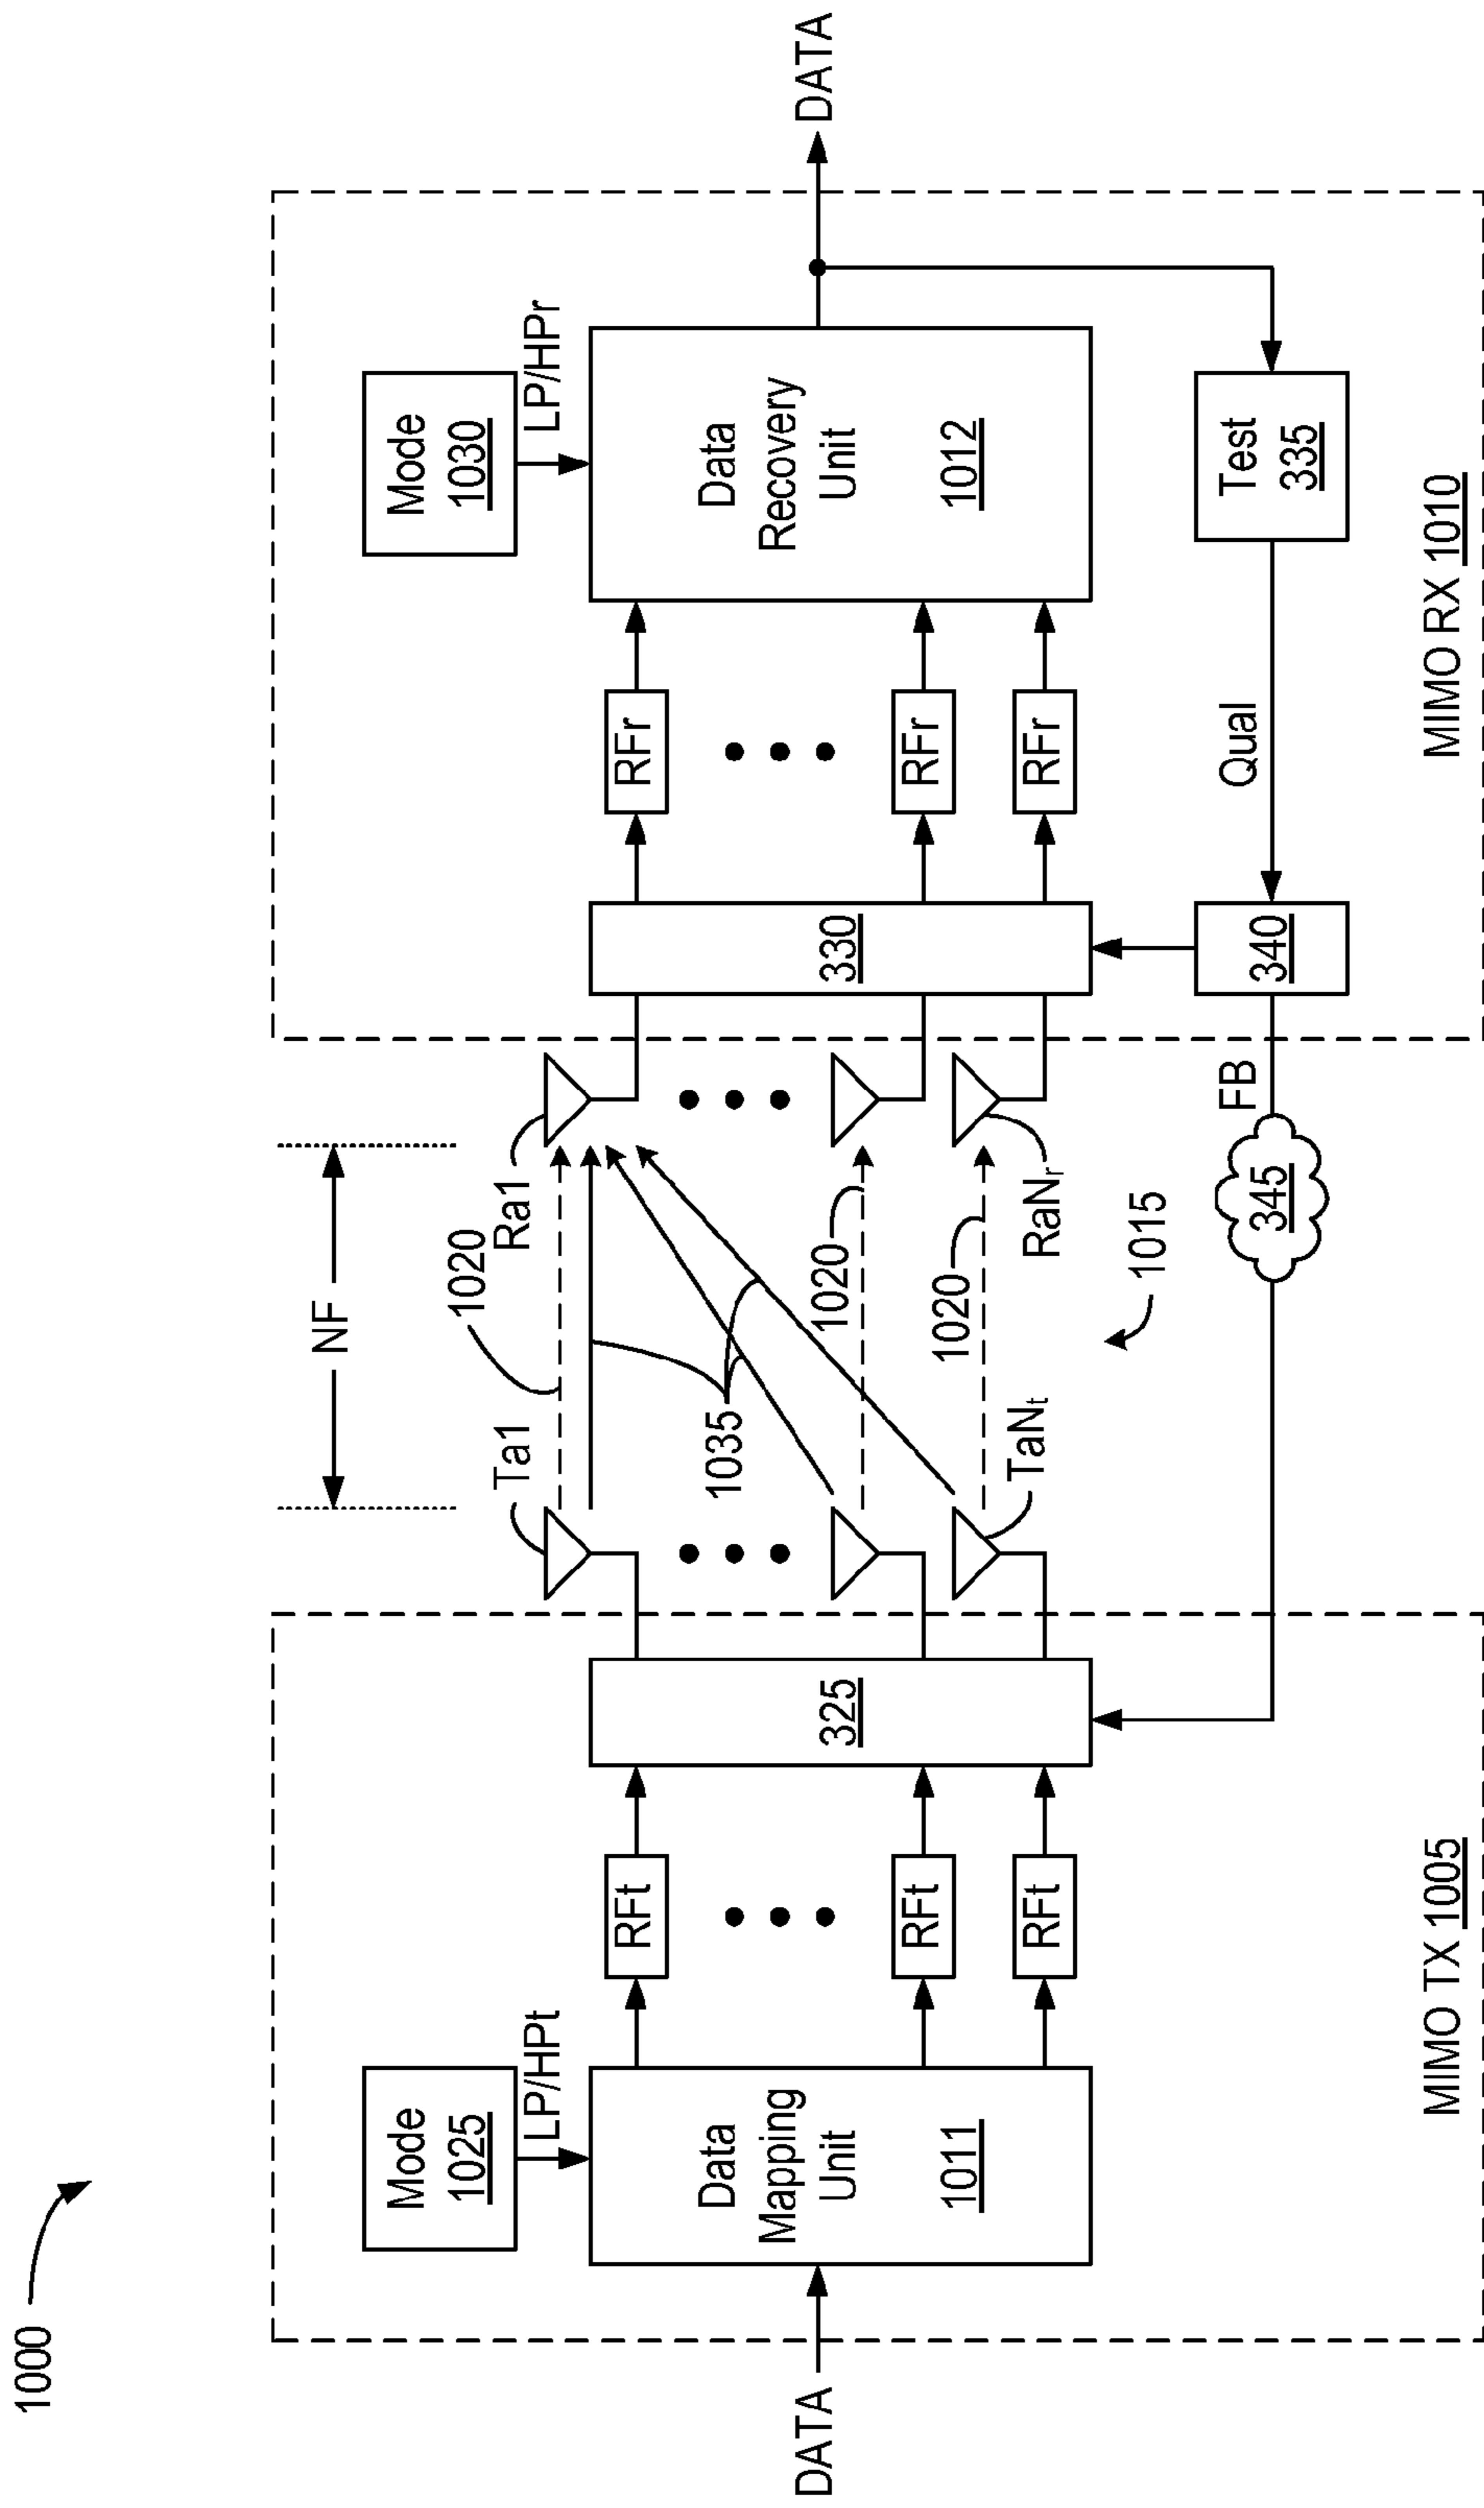 1000
NF
Mode
1025
LP/HPt
Mode
1030
LP/HPr
1020
Ta1
Ra1
DATA
Data
Mapping
Unit
1011
RFt
RFt
RFt
325
1035
1020
1020
TaNt
RaNr
1015
330
RFr
RFr
RFr
Data
Recovery
Unit
1012
DATA
345
FB
340
Qual
Test
335
MIMO TX 1005
MIMO RX 1010